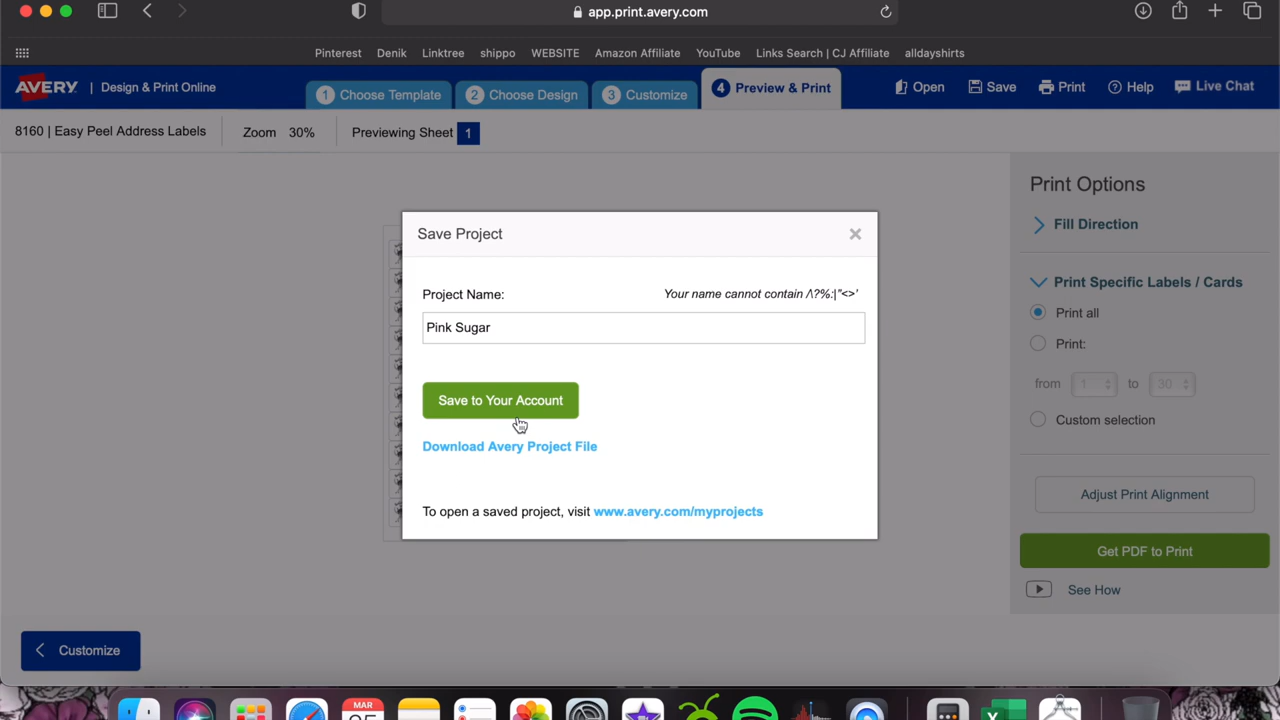 app.print.avery.com
Pinterest Denik Linktree shippo WEBSITE Amazon Affiliate YouTube Links Search | CJ Affiliate alldayshirts
AVERY | Design & Print Online
1 Choose Template 2 Choose Design 3 Customize 4 Preview & Print
Open Save Print Help Live Chat
8160 | Easy Peel Address Labels Zoom 30% Previewing Sheet 1
Save Project
Project Name: Your name cannot contain /\?%:|"<>'
Pink Sugar
Save to Your Account
Download Avery Project File
To open a saved project, visit www.avery.com/myprojects
Print Options
Fill Direction
Print Specific Labels / Cards
Print all
Print:
from 1 to 30
Custom selection
Adjust Print Alignment
Get PDF to Print
See How
Customize
MAR